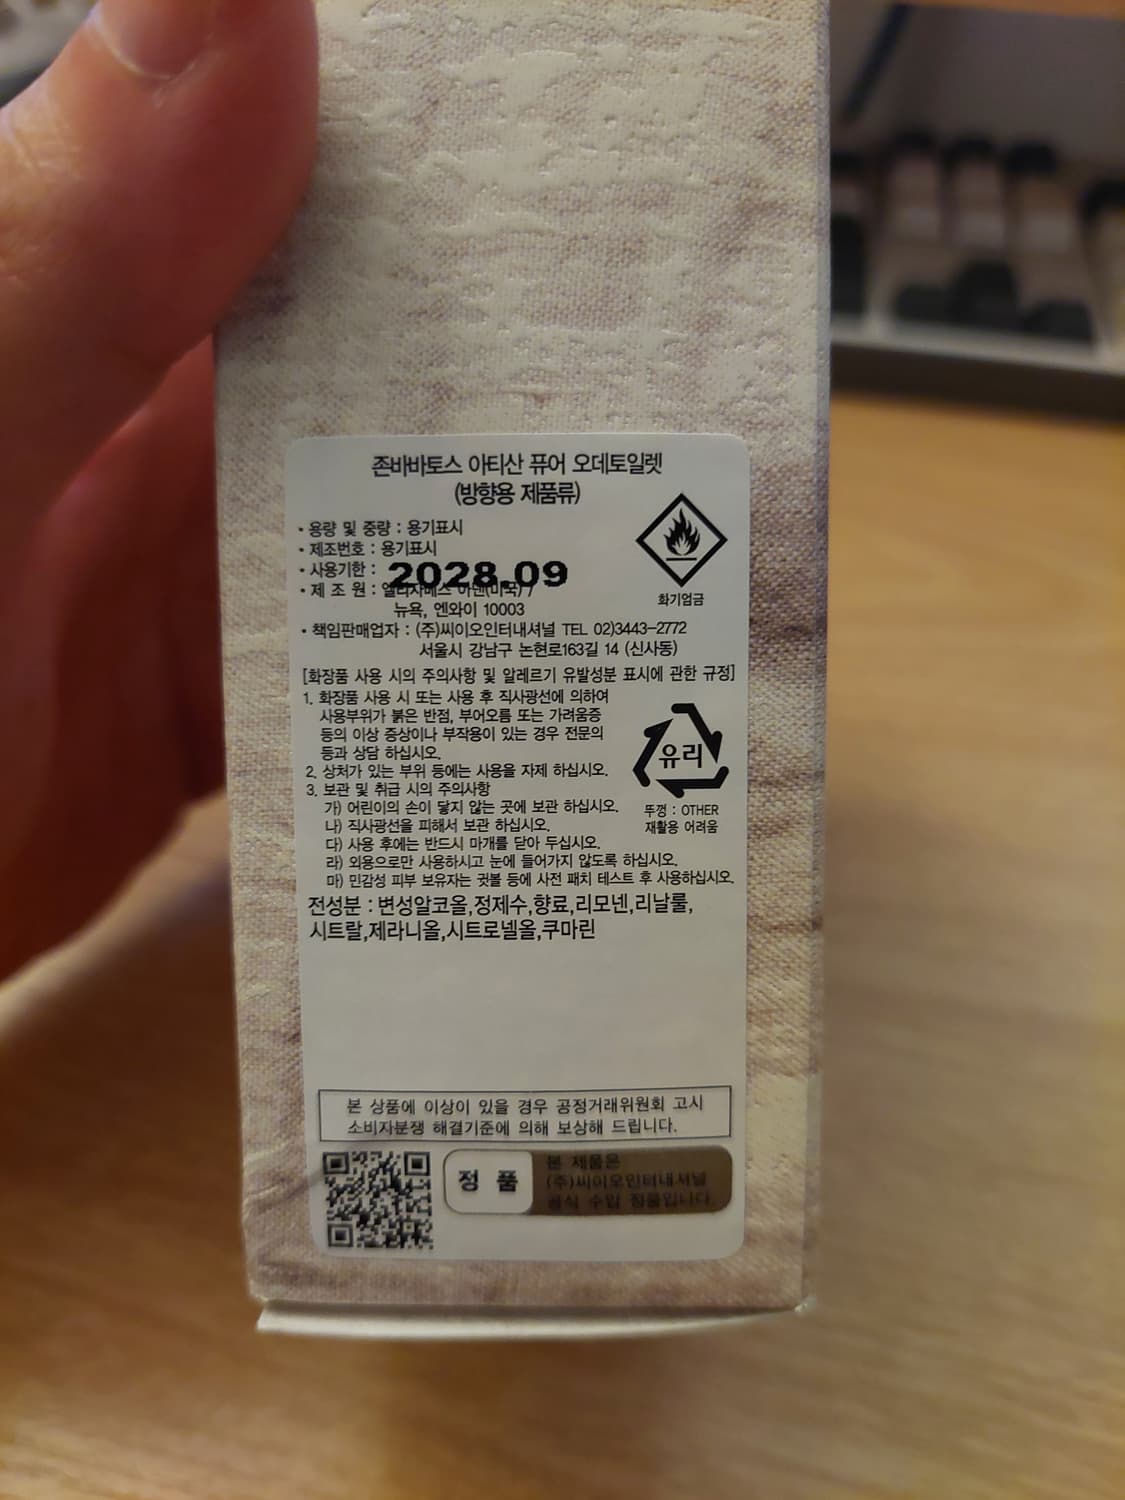 존바바토스 아티산 퓨어 오데토일렛
(방향용 제품류)
• 용량 및 중량 : 용기표시
• 제조번호 : 용기표시
• 사용기한 : 2028.09
• 제 조 원 : 엘리자베스 아덴(미국) /
뉴욕, 엔와이 10003
화기엄금
• 책임판매업자 : (주)씨이오인터내셔널 TEL 02)3443-2772
서울시 강남구 논현로163길 14 (신사동)
[화장품 사용 시의 주의사항 및 알레르기 유발성분 표시에 관한 규정]
1. 화장품 사용 시 또는 사용 후 직사광선에 의하여
사용부위가 붉은 반점, 부어오름 또는 가려움증
등의 이상 증상이나 부작용이 있는 경우 전문의
등과 상담 하십시오.
2. 상처가 있는 부위 등에는 사용을 자제 하십시오.
3. 보관 및 취급 시의 주의사항
가) 어린이의 손이 닿지 않는 곳에 보관 하십시오.
나) 직사광선을 피해서 보관 하십시오.
다) 사용 후에는 반드시 마개를 닫아 두십시오.
라) 외용으로만 사용하시고 눈에 들어가지 않도록 하십시오.
마) 민감성 피부 보유자는 귓볼 등에 사전 패치 테스트 후 사용하십시오.
유리
뚜껑 : OTHER
재활용 어려움
전성분 : 변성알코올,정제수,향료,리모넨,리날룰,
시트랄,제라니올,시트로넬올,쿠마린
본 상품에 이상이 있을 경우 공정거래위원회 고시
소비자분쟁 해결기준에 의해 보상해 드립니다.
정 품
본 제품은
(주)씨이오인터내셔널
공식 수입 정품입니다.